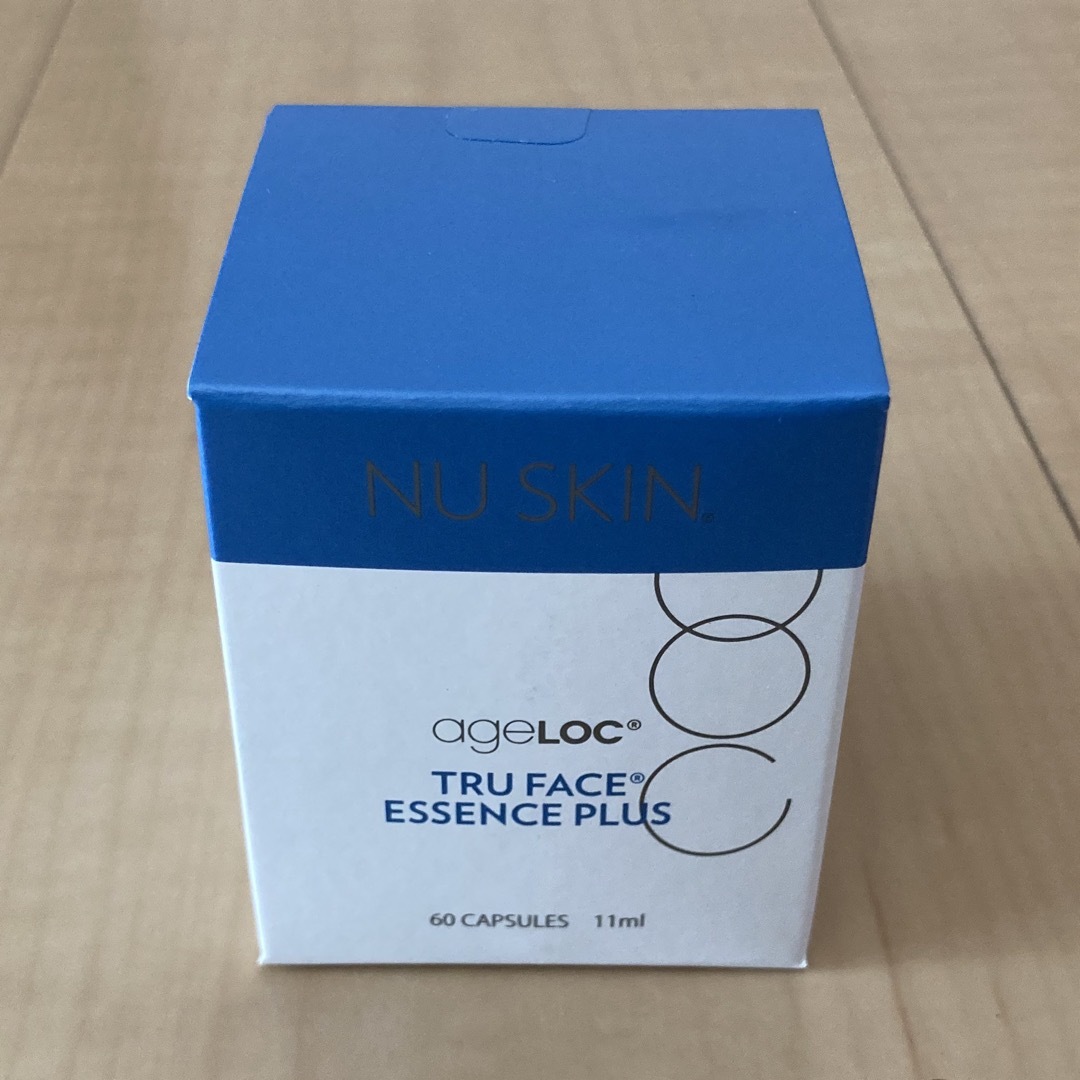 NU SKIN®
ageLOC®
TRU FACE®
ESSENCE PLUS
60 CAPSULES 11ml